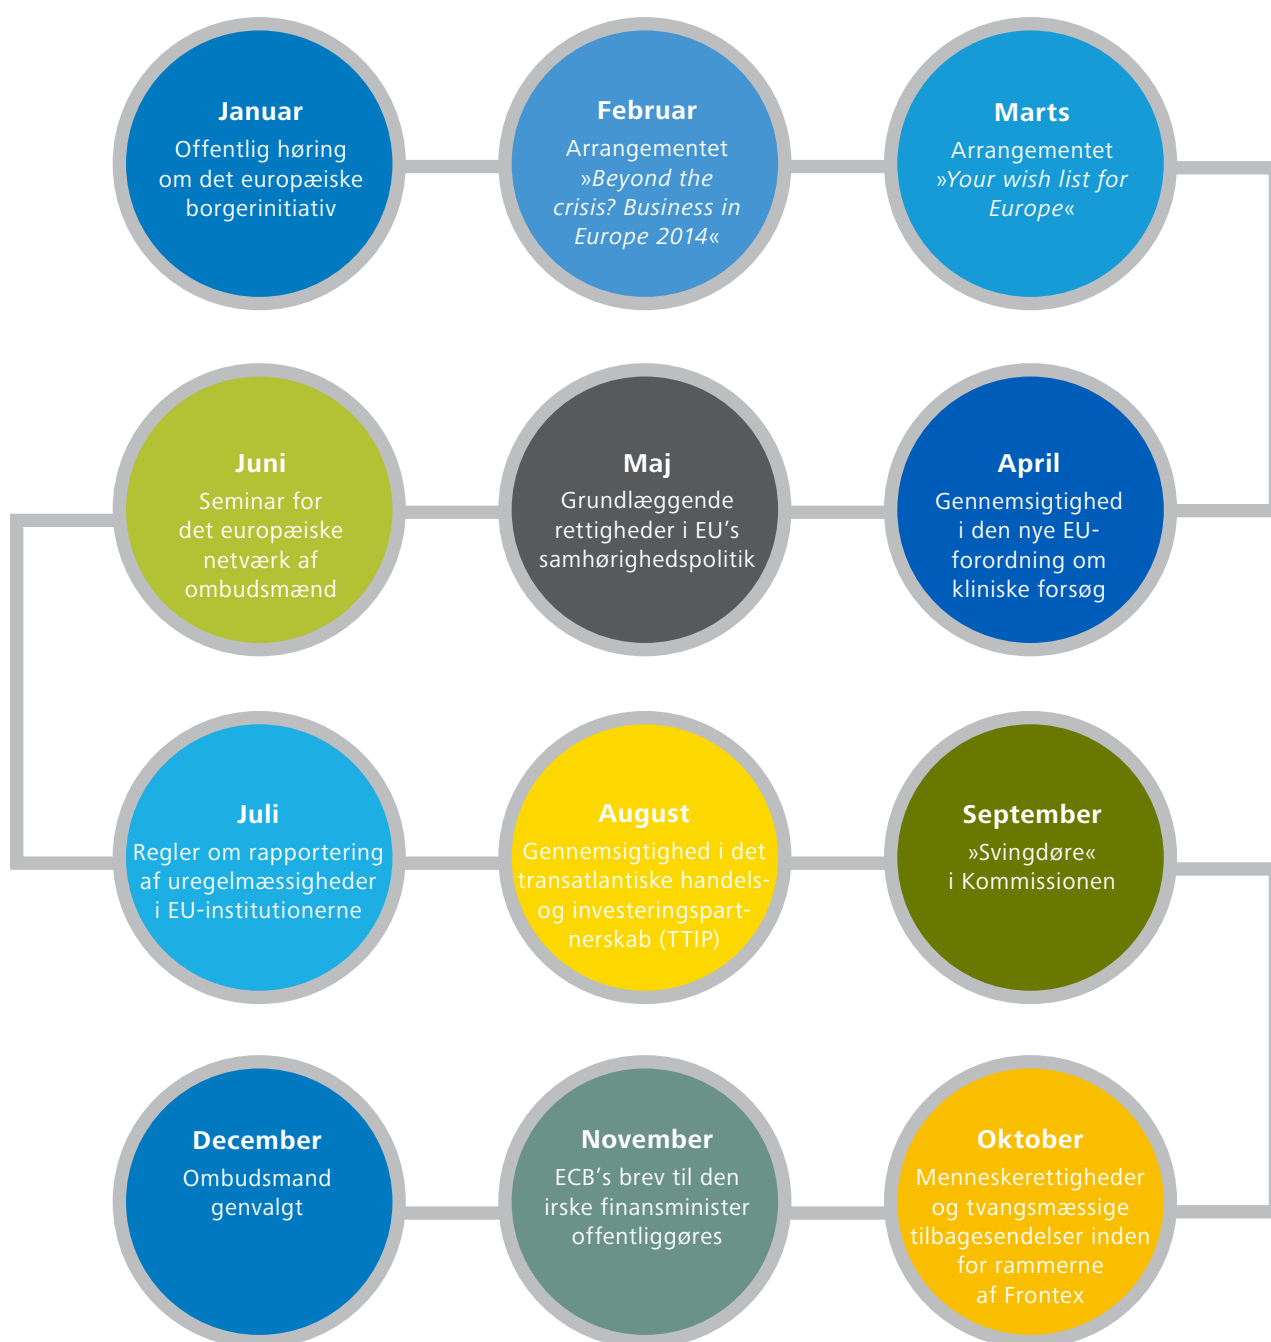 Januar
Offentlig høring
om det europæiske
borgerinitiativ
Februar
Arrangementet
»Beyond the
crisis? Business in
Europe 2014«
Marts
Arrangementet
»Your wish list for
Europe«
April
Gennemsigtighed
i den nye EU-
forordning om
kliniske forsøg
Maj
Grundlæggende
rettigheder i EU’s
samhørighedspolitik
Juni
Seminar for
det europæiske
netværk af
ombudsmænd
Juli
Regler om rapportering
af uregelmæssigheder
i EU-institutionerne
August
Gennemsigtighed i det
transatlantiske handels-
og investeringspart-
nerskab (TTIP)
September
»Svingdøre«
i Kommissionen
Oktober
Menneskerettigheder
og tvangsmæssige
tilbagesendelser inden
for rammerne
af Frontex
November
ECB’s brev til den
irske finansminister
offentliggøres
December
Ombudsmand
genvalgt